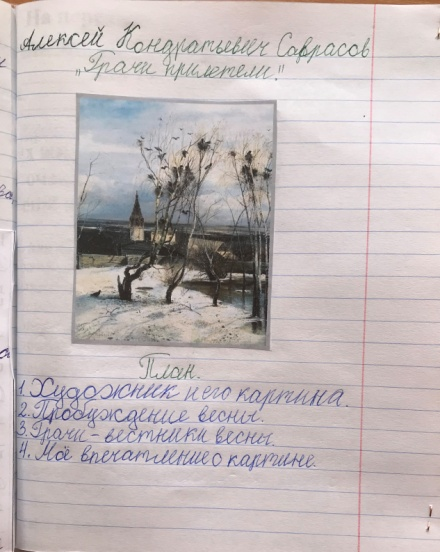 Алексей Кондратьевич Саврасов
„Грачи прилетели."
План.
1. Художник и его картина.
2. Пробуждение весны.
3. Грачи – вестники весны.
4. Моё впечатление о картине.